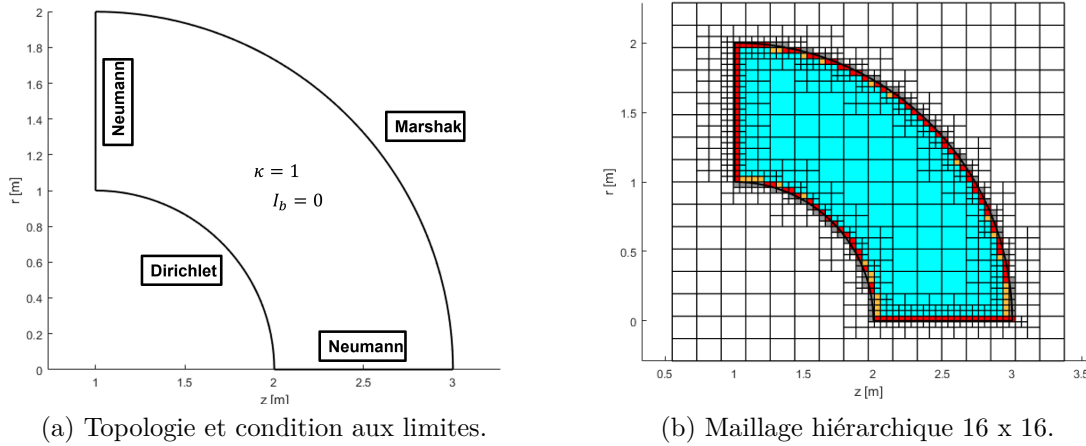 2
1.8
1.6
1.4
1.2
1
0.8
0.6
0.4
0.2
0
r [m]
Neumann
Marshak
κ = 1
I_b = 0
Dirichlet
Neumann
1 1.5 2 2.5 3
z [m]
(a) Topologie et condition aux limites.
2
1.5
1
0.5
0
r [m]
0.5 1 1.5 2 2.5 3 3.5
z [m]
(b) Maillage hiérarchique 16 x 16.